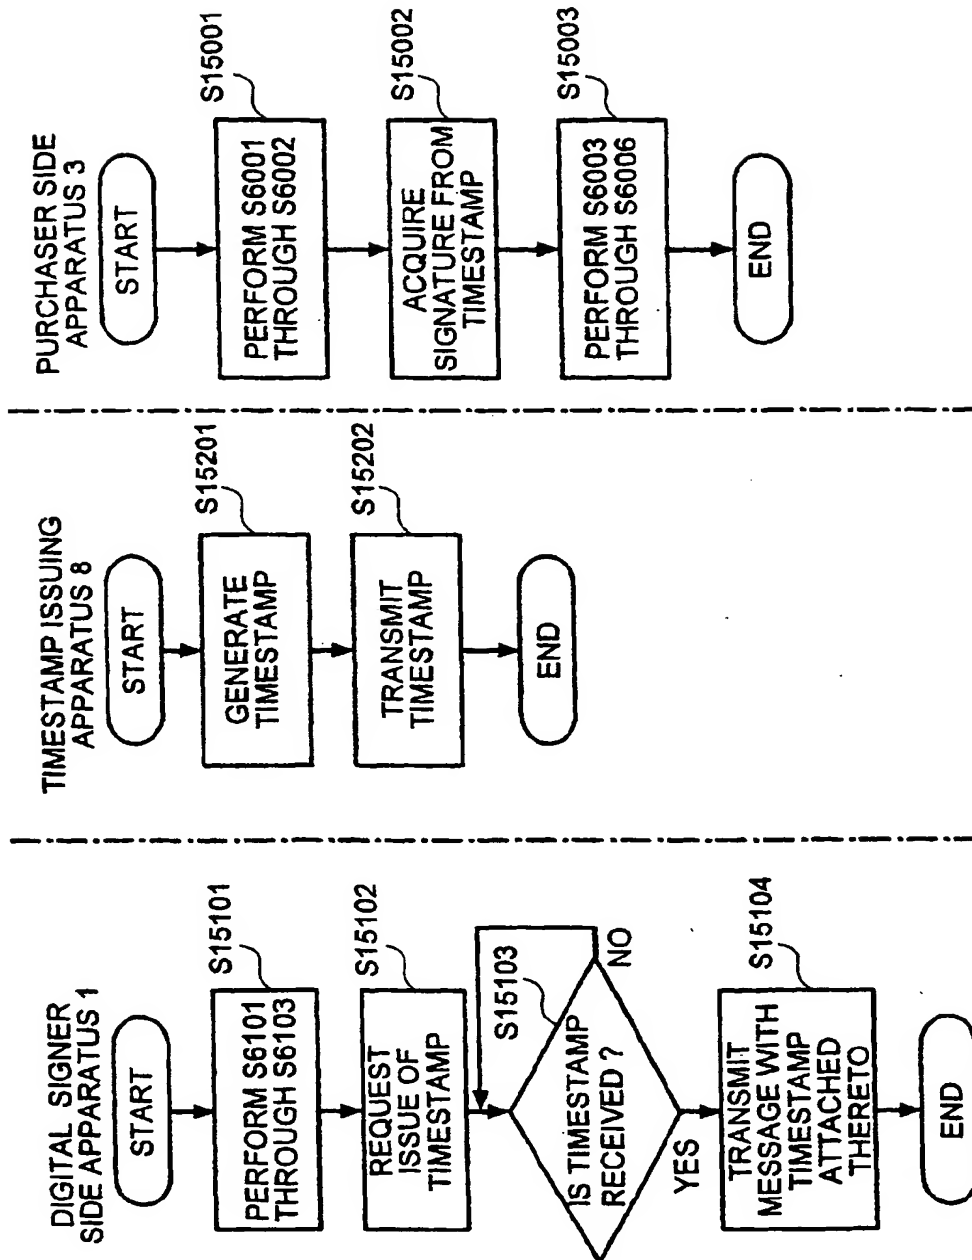 DIGITAL SIGNER
SIDE APPARATUS 1
START
S15101
PERFORM S6101
THROUGH S6103
S15102
REQUEST
ISSUE OF
TIMESTAMP
S15103
IS TIMESTAMP
RECEIVED ?
NO
YES
S15104
TRANSMIT
MESSAGE WITH
TIMESTAMP
ATTACHED
THERETO
END
TIMESTAMP ISSUING
APPARATUS 8
START
S15201
GENERATE
TIMESTAMP
S15202
TRANSMIT
TIMESTAMP
END
PURCHASER SIDE
APPARATUS 3
START
S15001
PERFORM S6001
THROUGH S6002
S15002
ACQUIRE
SIGNATURE FROM
TIMESTAMP
S15003
PERFORM S6003
THROUGH S6006
END